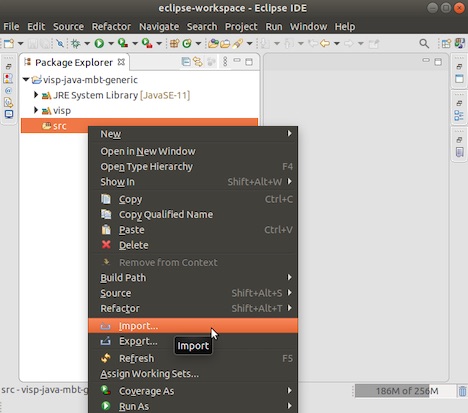 eclipse-workspace - Eclipse IDE
File Edit Source Refactor Navigate Search Project Run Window Help
Package Explorer
visp-java-mbt-generic
JRE System Library [JavaSE-11]
visp
src
New
Open in New Window
Open Type Hierarchy F4
Show In Shift+Alt+W
Copy Ctrl+C
Copy Qualified Name
Paste Ctrl+V
Delete
Remove from Context
Build Path
Source Shift+Alt+S
Refactor Shift+Alt+T
Import...
Export...
Import
Refresh F5
Assign Working Sets...
src - visp-java-mbt-g
186M of 256M
Coverage As
Run As